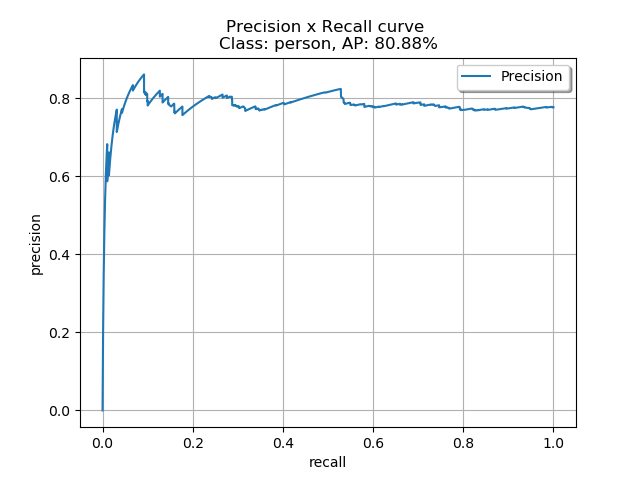 Precision x Recall curve
Class: person, AP: 80.88%
Precision
precision
0.8
0.6
0.4
0.2
0.0
0.0 0.2 0.4 0.6 0.8 1.0
recall